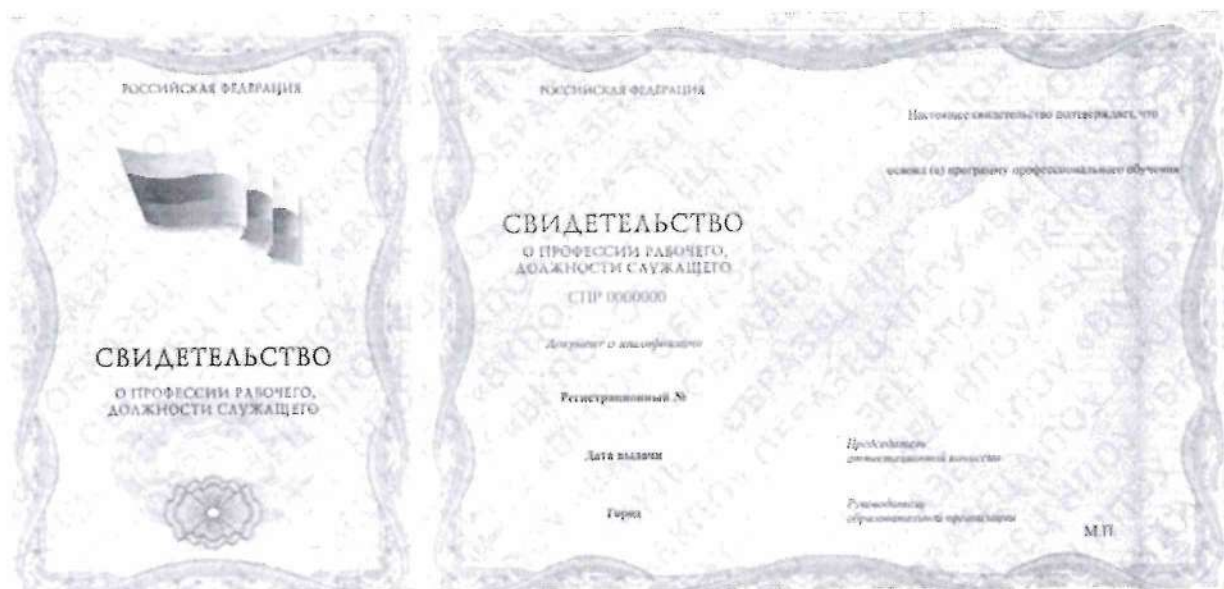 РОССИЙСКАЯ ФЕДЕРАЦИЯ
СВИДЕТЕЛЬСТВО
О ПРОФЕССИИ РАБОЧЕГО,
ДОЛЖНОСТИ СЛУЖАЩЕГО
РОССИЙСКАЯ ФЕДЕРАЦИЯ
СВИДЕТЕЛЬСТВО
О ПРОФЕССИИ РАБОЧЕГО,
ДОЛЖНОСТИ СЛУЖАЩЕГО
СПР 0000000
Документ о квалификации
Регистрационный №
Дата выдачи
Город
Настоящее свидетельство подтверждает, что
освоил (а) программу профессионального обучения
Председатель
аттестационной комиссии
Руководитель
образовательной организации
М.П.